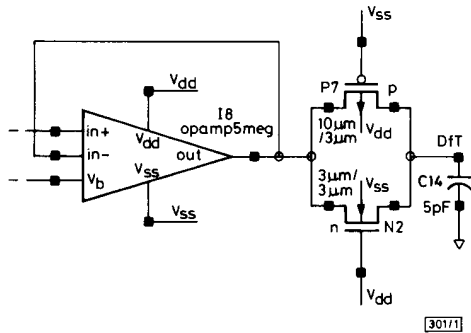 Vss
P7
p
Vdd
I8
opamp5meg
10μm
/3μm
Vdd
in+
in-
Vb
Vdd
out
Vss
DfT
3μm/
3μm
Vss
C14
5pF
n
N2
Vss
Vdd
301/1